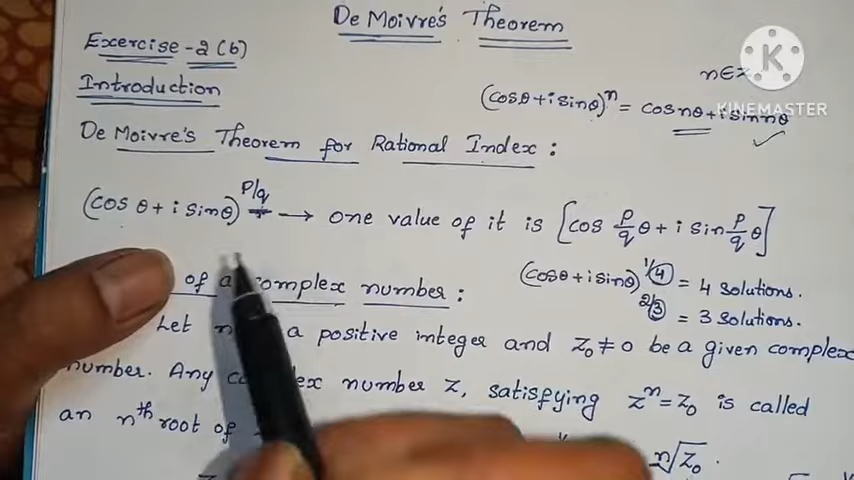 De Moivre's Theorem
Exercise-2(b)
Introduction
n∈z
(cosθ+i sinθ)ⁿ = cosnθ+i sinnθ
KINEMASTER
De Moivre's Theorem for Rational Index :
(cos θ+i sinθ)^p/q → one value of it is [cos p/q θ+i sin p/q θ]
of a complex number :
(cosθ+i sinθ)^1/4 = 4 solutions.
2/3 = 3 solutions.
Let a positive integer and z₀≠0 be a given complex
number. Any complex number z, satisfying zⁿ=z₀ is called
an nth root of
ⁿ√z₀ .